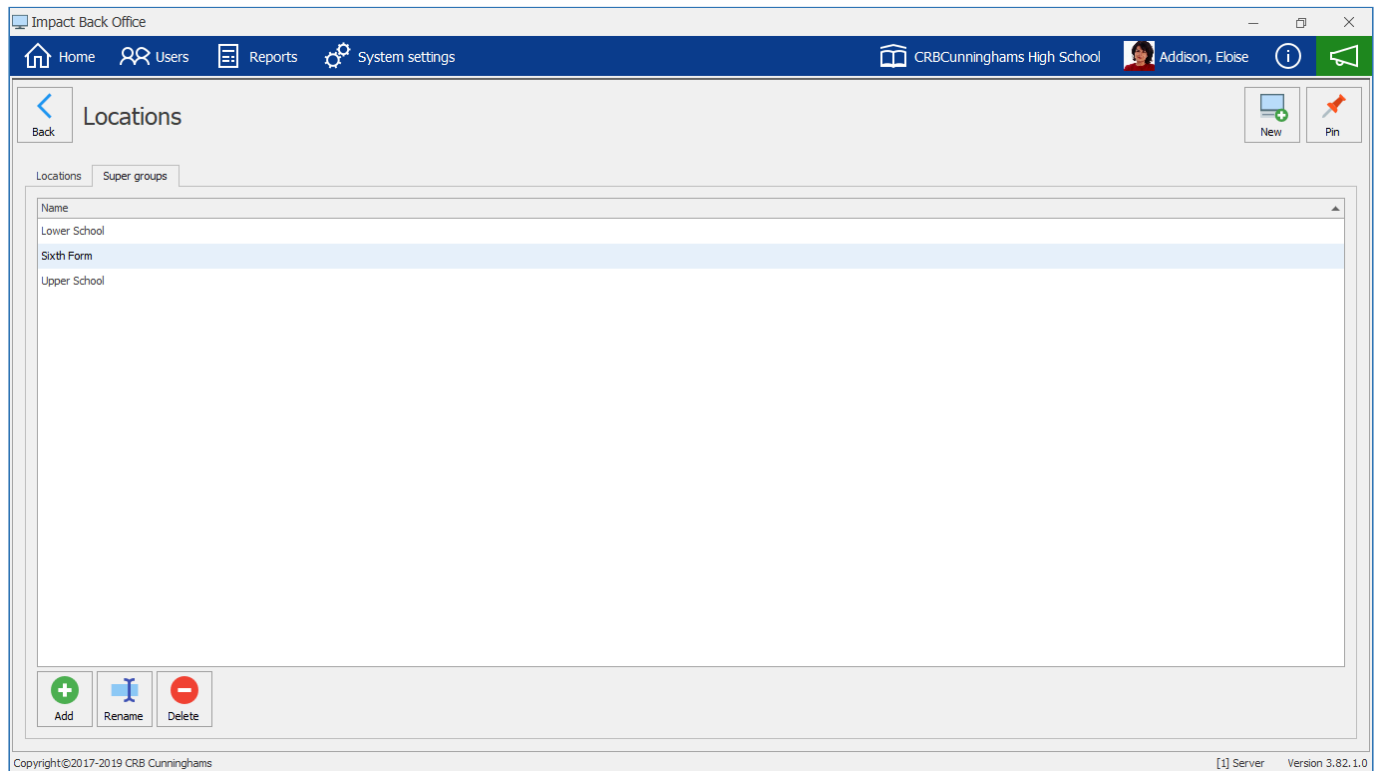 Impact Back Office
Home Users Reports System settings CRBCunninghams High School Addison, Eloise
Back Locations New Pin
Locations Super groups
Name
Lower School
Sixth Form
Upper School
Add Rename Delete
Copyright©2017-2019 CRB Cunninghams [1] Server Version 3.82.1.0